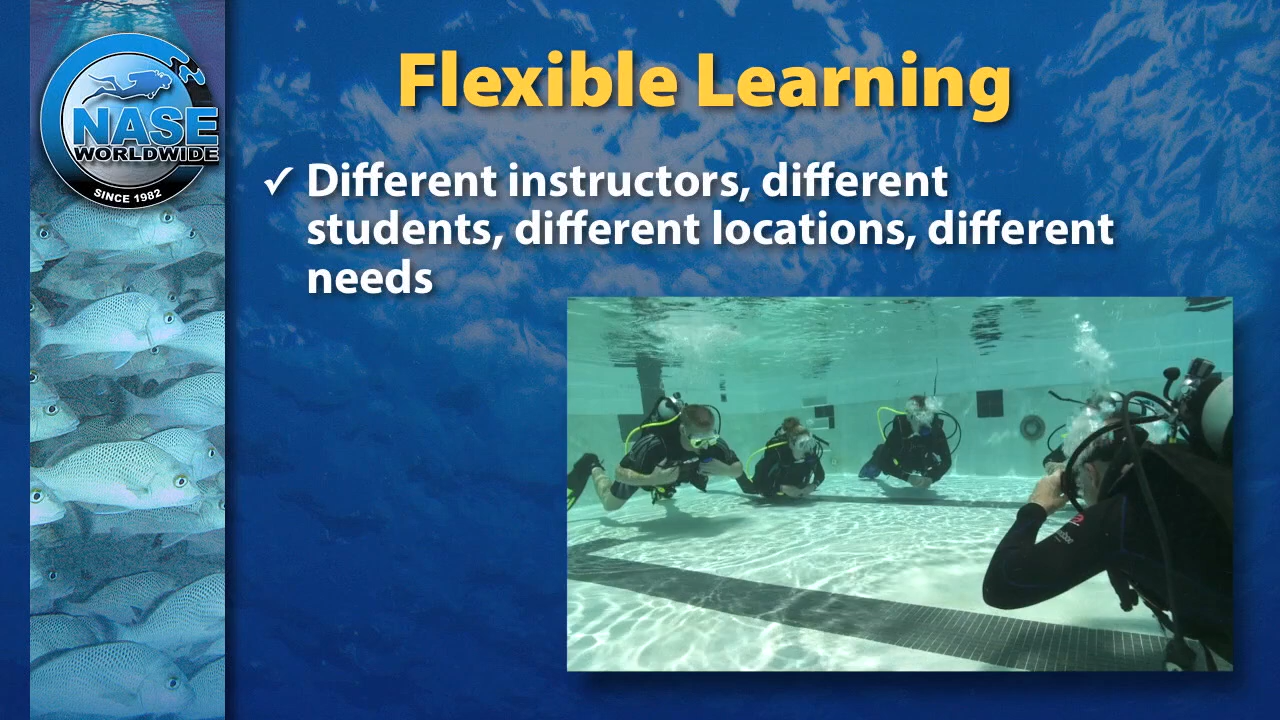 NASE
WORLDWIDE
SINCE 1982
Flexible Learning
✓ Different instructors, different
students, different locations, different
needs